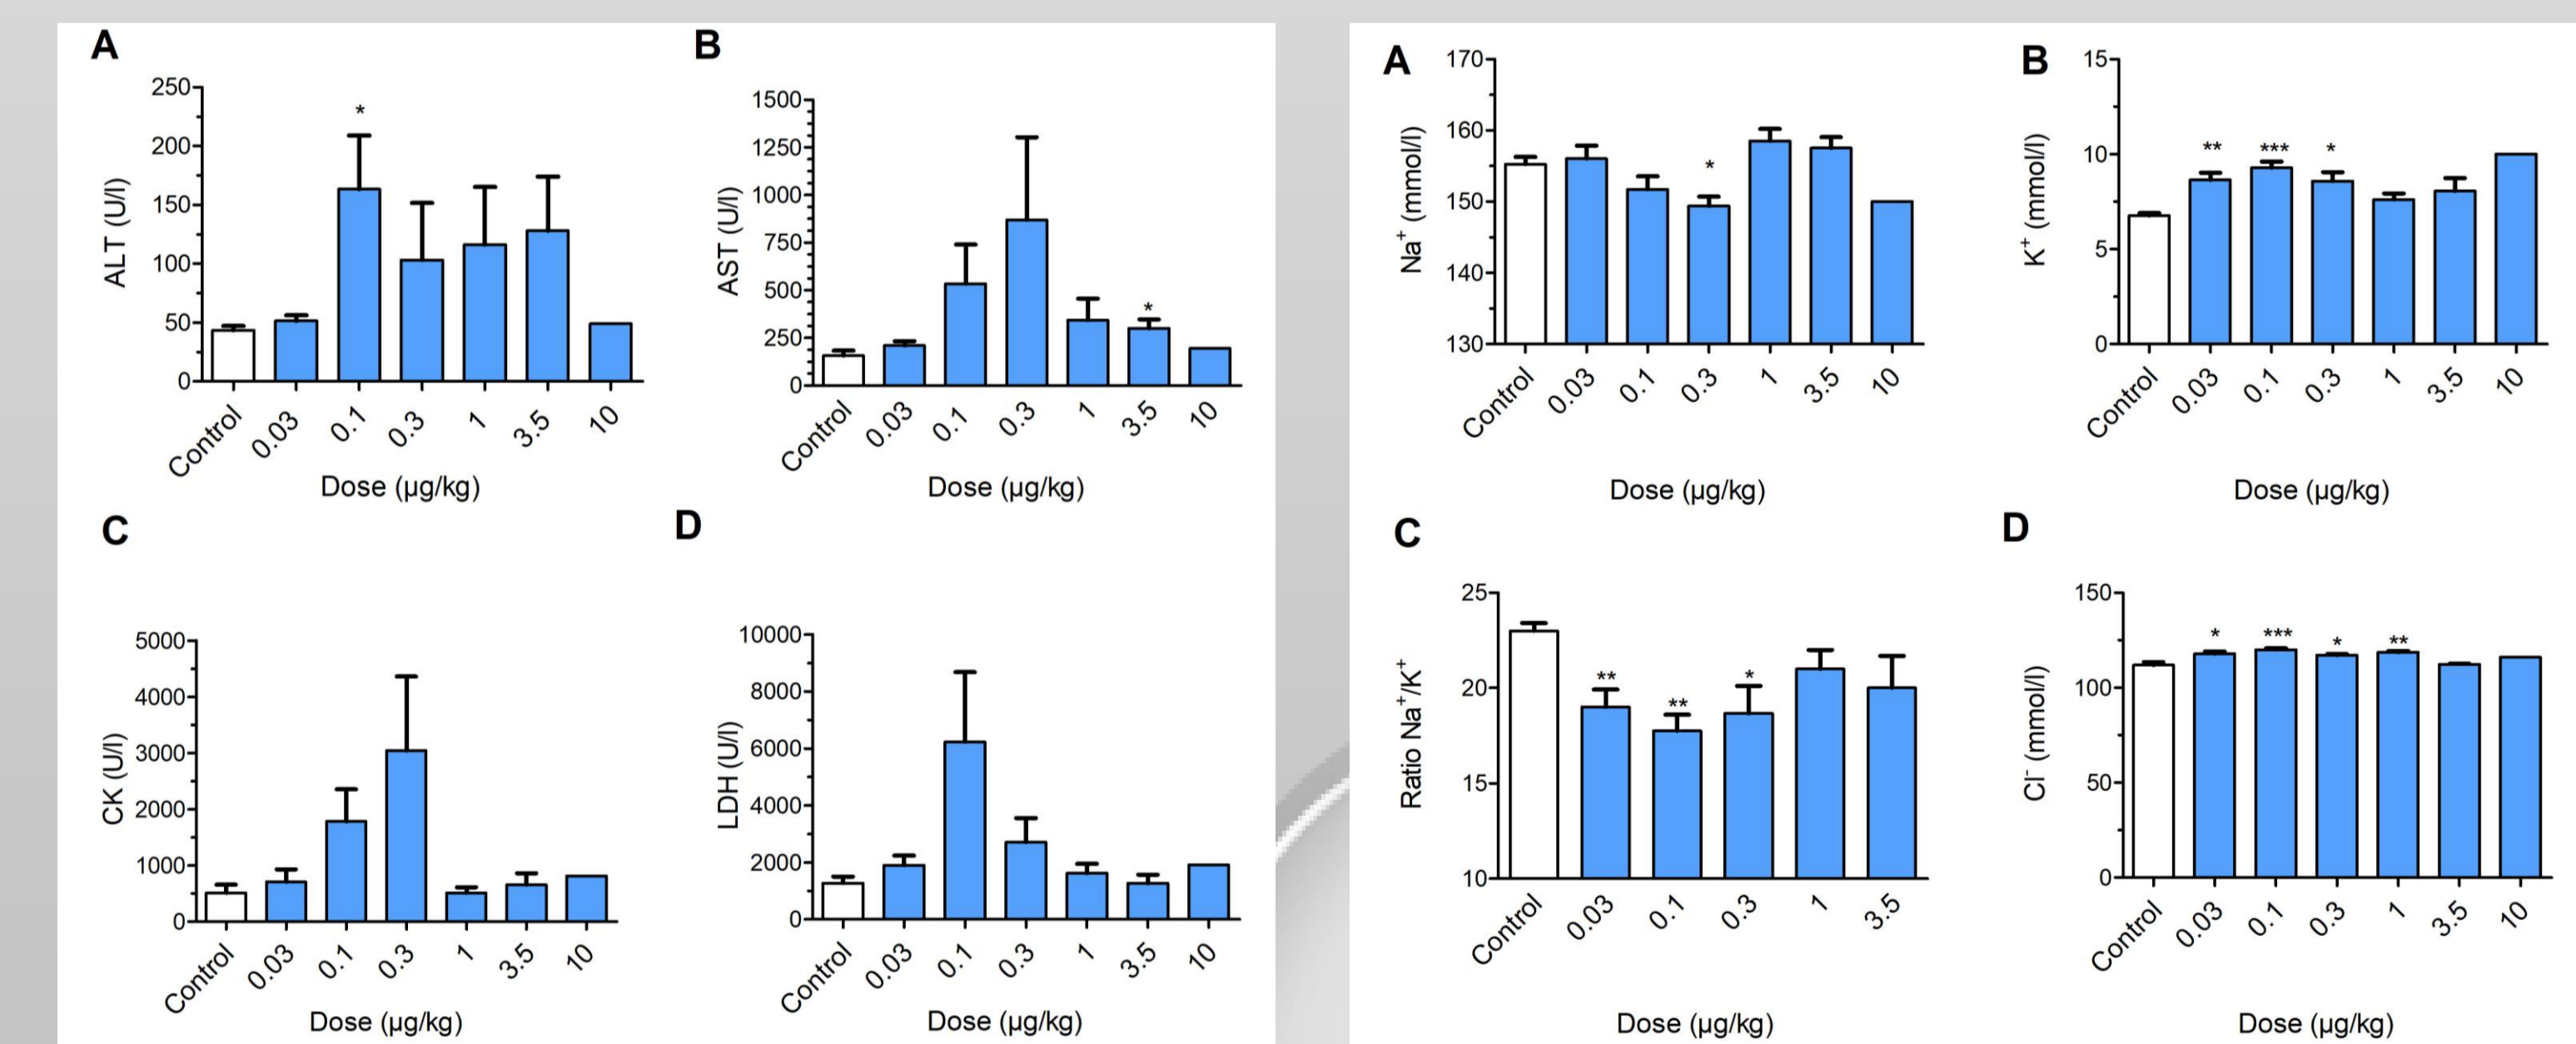 A
250
200
150
100
50
0
ALT (U/l)
*
Control
0.03
0.1
0.3
1
3.5
10
Dose (µg/kg)
B
1500
1250
1000
750
500
250
0
AST (U/l)
*
Control
0.03
0.1
0.3
1
3.5
10
Dose (µg/kg)
C
5000
4000
3000
2000
1000
0
CK (U/l)
Control
0.03
0.1
0.3
1
3.5
10
Dose (µg/kg)
D
10000
8000
6000
4000
2000
0
LDH (U/l)
Control
0.03
0.1
0.3
1
3.5
10
Dose (µg/kg)
A
170
160
150
140
130
Na⁺ (mmol/l)
*
Control
0.03
0.1
0.3
1
3.5
10
Dose (µg/kg)
B
15
10
5
0
K⁺ (mmol/l)
** *** *
Control
0.03
0.1
0.3
1
3.5
10
Dose (µg/kg)
C
25
20
15
10
Ratio Na⁺/K⁺
** ** *
Control
0.03
0.1
0.3
1
3.5
Dose (µg/kg)
D
150
100
50
0
Cl⁻ (mmol/l)
* *** * **
Control
0.03
0.1
0.3
1
3.5
10
Dose (µg/kg)